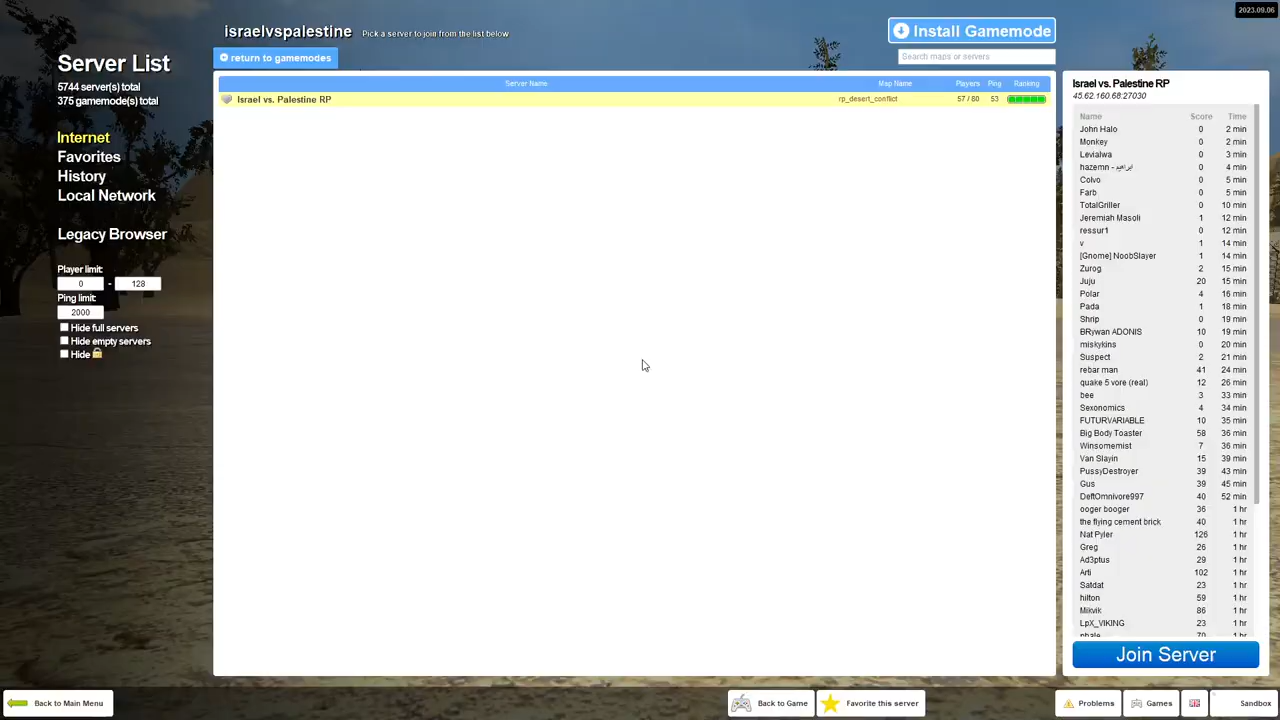 2023.09.06
israelvspalestine Pick a server to join from the list below
Install Gamemode
return to gamemodes
Search maps or servers
Server List
5744 server(s) total
375 gamemode(s) total
Internet
Favorites
History
Local Network
Legacy Browser
Player limit:
0 - 128
Ping limit:
2000
Hide full servers
Hide empty servers
Hide
Server Name Map Name Players Ping Ranking
Israel vs. Palestine RP rp_desert_conflict 57 / 60 53
Israel vs. Palestine RP
45.62.160.68:27030
Name Score Time
John Halo 0 2 min
Monkey 0 2 min
Levialwa 0 3 min
hazemn - ابراهيم 0 4 min
Colvo 0 5 min
Farb 0 5 min
TotalGriller 0 10 min
Jeremiah Masoli 1 12 min
ressur1 0 12 min
v 1 14 min
[Gnome] NoobSlayer 1 14 min
Zurog 2 15 min
Juju 20 15 min
Polar 4 16 min
Pada 1 18 min
Shrip 0 19 min
BRywan ADONIS 10 19 min
miskykins 0 20 min
Suspect 2 21 min
rebar man 41 24 min
quake 5 vore (real) 12 26 min
bee 3 33 min
Sexonomics 4 34 min
FUTURVARIABLE 10 35 min
Big Body Toaster 58 36 min
Winsomemist 7 36 min
Van Slayin 15 39 min
PussyDestroyer 39 43 min
Gus 39 45 min
DeftOmnivore997 40 52 min
ooger booger 36 1 hr
the flying cement brick 40 1 hr
Nat Pyler 126 1 hr
Greg 26 1 hr
Ad3ptus 29 1 hr
Arti 102 1 hr
Satdat 23 1 hr
hilton 59 1 hr
Mikvik 86 1 hr
LpX_VIKING 23 1 hr
phale 70 1 hr
Join Server
Back to Main Menu
Back to Game
Favorite this server
Problems
Games
Sandbox